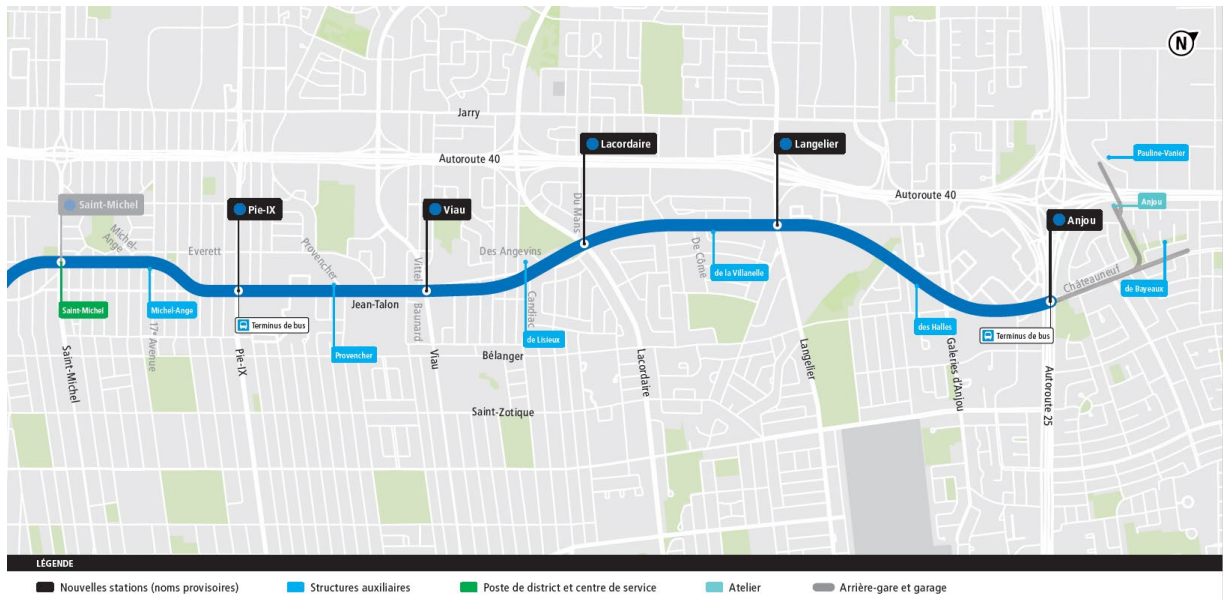 N
Jarry
Autoroute 40
Lacordaire
Langelier
Pauline-Vanier
Autoroute 40
Saint-Michel
Pie-IX
Viau
Du Mans
Anjou
Anjou
Michel-Ange
Everett
Provencher
Vittel
Des Angevins
De Côme
de la Villanelle
Châteauneuf
de Bayeaux
Saint-Michel
Michel-Ange
Jean-Talon
Baunard
Candiac
17e Avenue
Terminus de bus
Provencher
de Lisieux
des Halles
Terminus de bus
Saint-Michel
Pie-IX
Viau
Bélanger
Lacordaire
Langelier
Galeries d'Anjou
Autoroute 25
Saint-Zotique
LÉGENDE
Nouvelles stations (noms provisoires)
Structures auxiliaires
Poste de district et centre de service
Atelier
Arrière-gare et garage